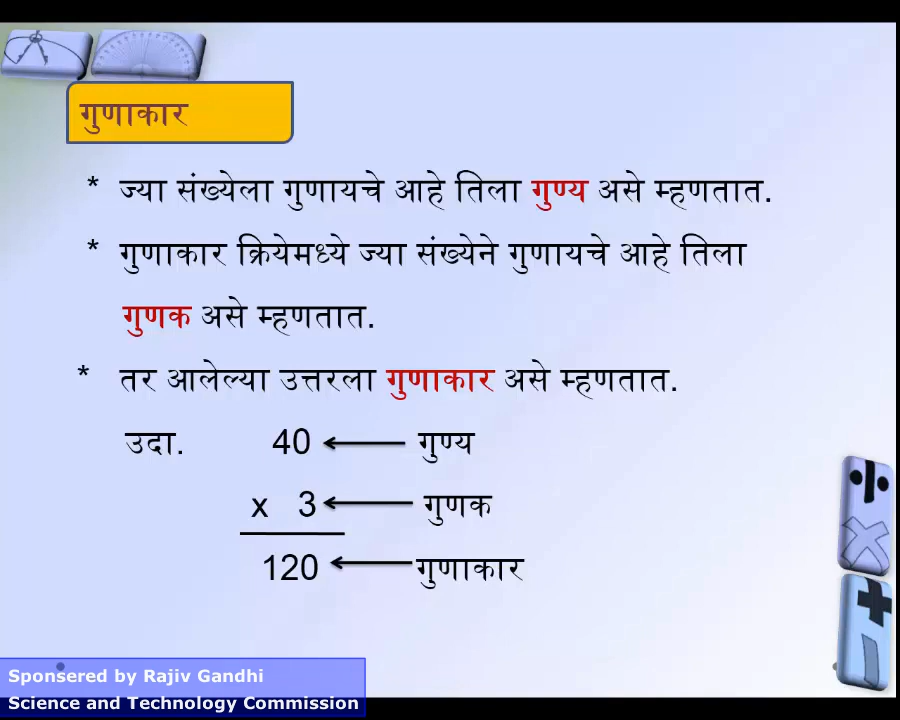 गुणाकार
* ज्या संख्येला गुणायचे आहे तिला गुण्य असे म्हणतात.
* गुणाकार क्रियेमध्ये ज्या संख्येने गुणायचे आहे तिला
गुणक असे म्हणतात.
* तर आलेल्या उत्तरला गुणाकार असे म्हणतात.
उदा. 40 गुण्य
x 3 गुणक
120 गुणाकार
Sponsered by Rajiv Gandhi
Science and Technology Commission